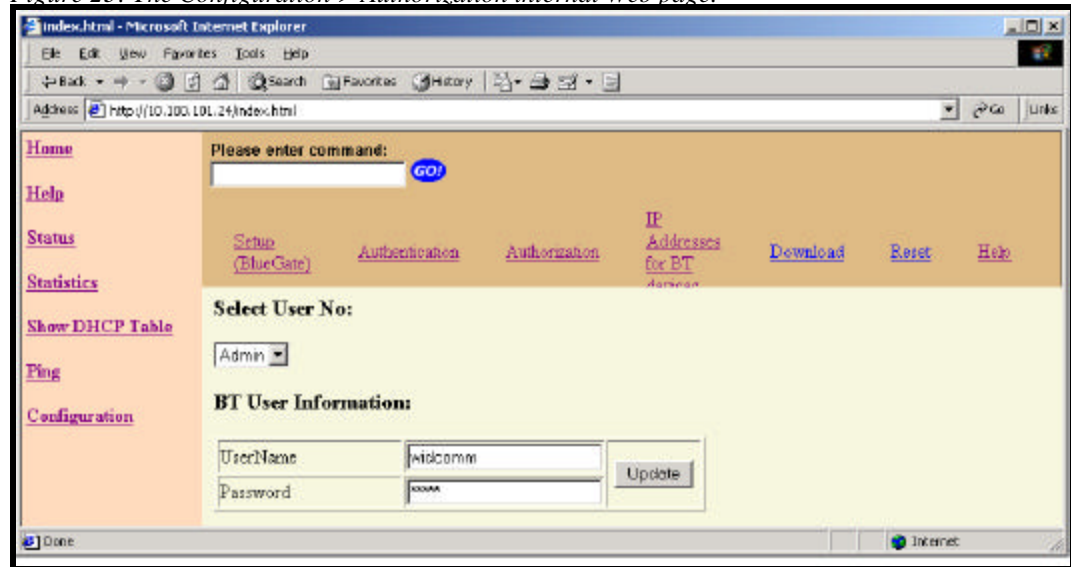 Figure 23: The Configuration > Authorization internal web page.
index.html - Microsoft Internet Explorer
File Edit View Favorites Tools Help
Back Search Favorites History
Address http://10.100.101.24/index.html Go Links
Home
Help
Status
Statistics
Show DHCP Table
Ping
Configuration
Please enter command:
GO!
Setup (BlueGate)
Authentication
Authorization
IP Addresses for BT devices
Download
Reset
Help
Select User No:
Admin
BT User Information:
UserName widcomm
Password *****
Update
Done Internet